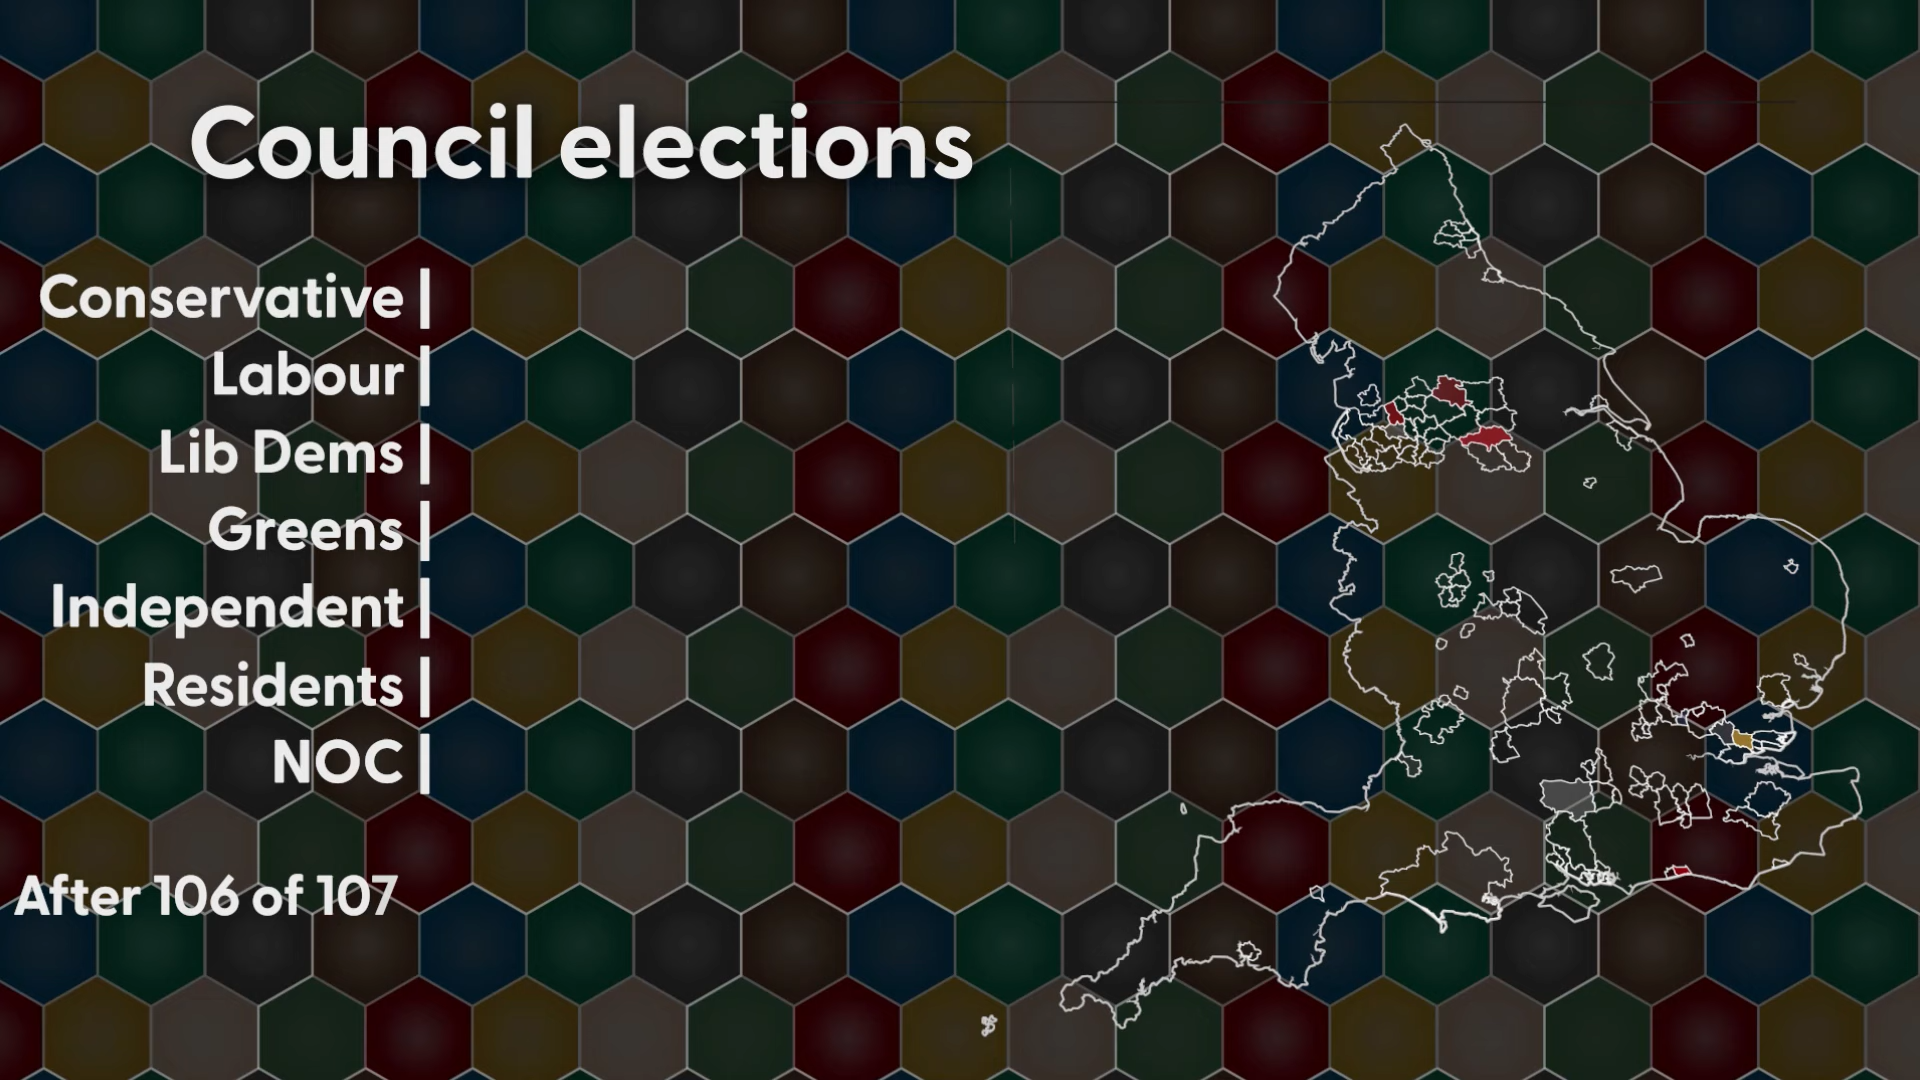 Council elections
Conservative
Labour
Lib Dems
Greens
Independent
Residents
NOC
After 106 of 107